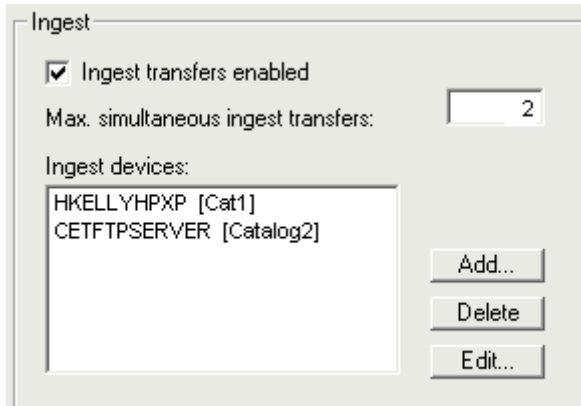 Ingest
Ingest transfers enabled
Max. simultaneous ingest transfers: 2
Ingest devices:
HKELLYHPXP [Cat1]
CETFTPSERVER [Catalog2]
Add...
Delete
Edit...